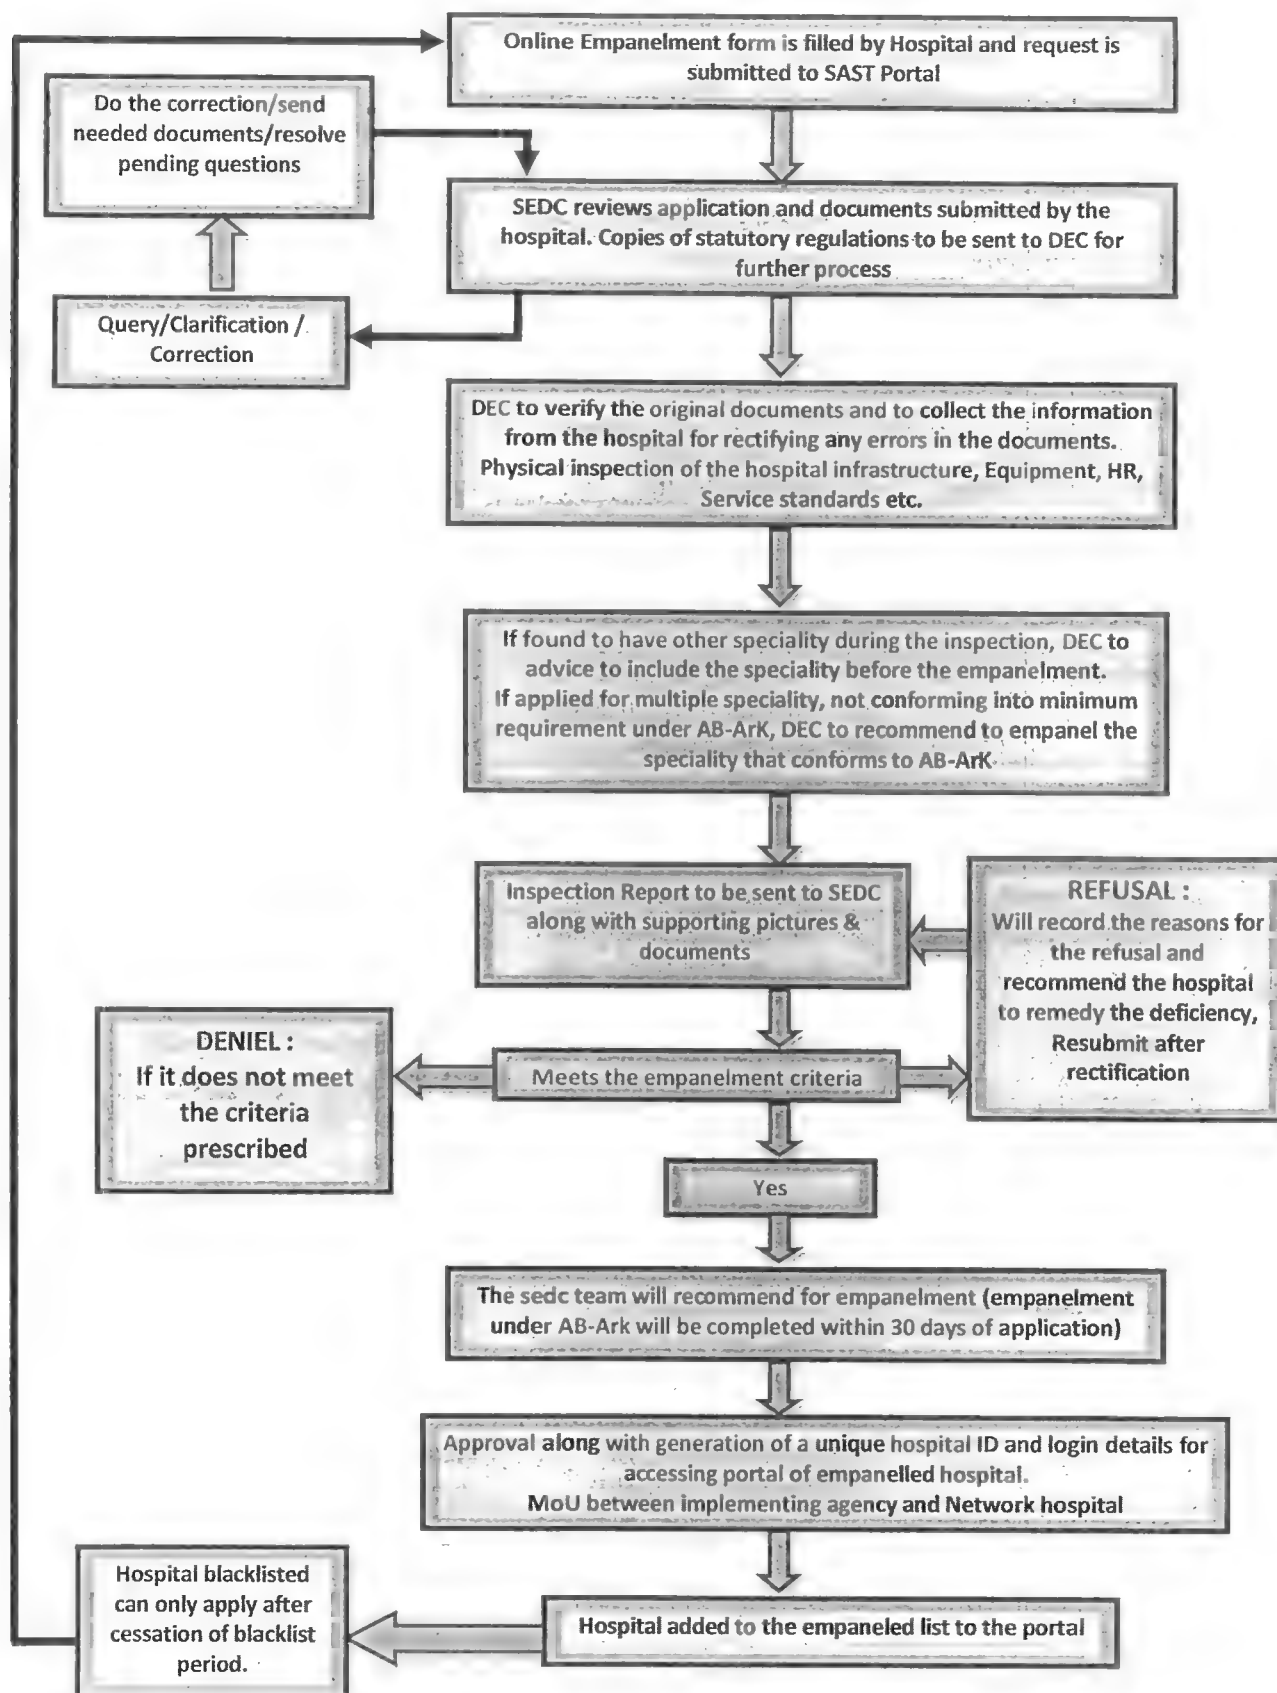 Online Empanelment form is filled by Hospital and request is
submitted to SAST Portal
Do the correction/send
needed documents/resolve
pending questions
SEDC reviews application and documents submitted by the
hospital. Copies of statutory regulations to be sent to DEC for
further process
Query/Clarification /
Correction
DEC to verify the original documents and to collect the information
from the hospital for rectifying any errors in the documents.
Physical inspection of the hospital infrastructure, Equipment, HR,
Service standards etc.
If found to have other speciality during the inspection, DEC to
advice to include the speciality before the empanelment.
If applied for multiple speciality, not conforming into minimum
requirement under AB-ArK, DEC to recommend to empanel the
speciality that conforms to AB-ArK
Inspection Report to be sent to SEDC
along with supporting pictures &
documents
REFUSAL :
Will record the reasons for
the refusal and
recommend the hospital
to remedy the deficiency,
Resubmit after
rectification
DENIEL :
If it does not meet
the criteria
prescribed
Meets the empanelment criteria
Yes
The sedc team will recommend for empanelment (empanelment
under AB-Ark will be completed within 30 days of application)
Approval along with generation of a unique hospital ID and login details for
accessing portal of empanelled hospital.
MoU between implementing agency and Network hospital
Hospital blacklisted
can only apply after
cessation of blacklist
period.
Hospital added to the empaneled list to the portal